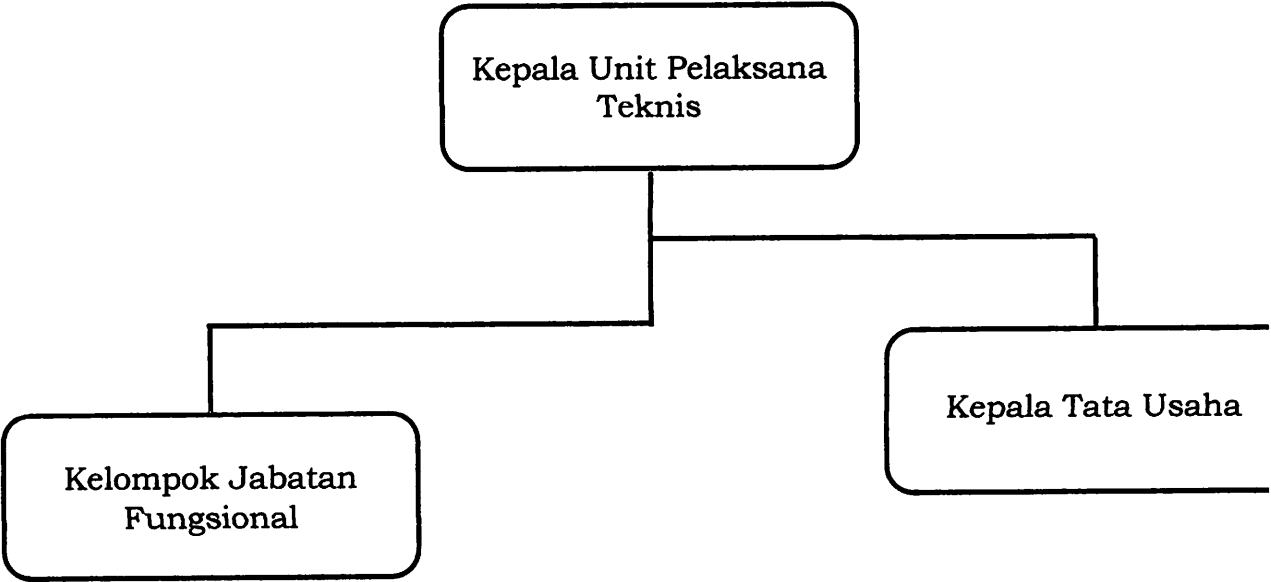 Kepala Unit Pelaksana
Teknis
Kepala Tata Usaha
Kelompok Jabatan
Fungsional